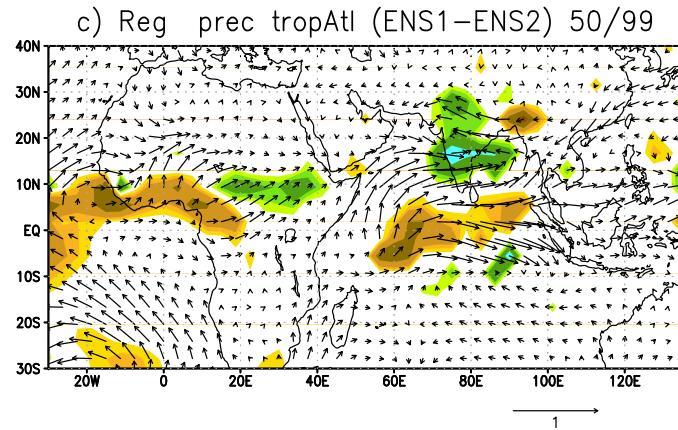 c) Reg prec tropAtl (ENS1-ENS2) 50/99
40N
30N
20N
10N
EQ
10S
20S
30S
20W 0 20E 40E 60E 80E 100E 120E
1